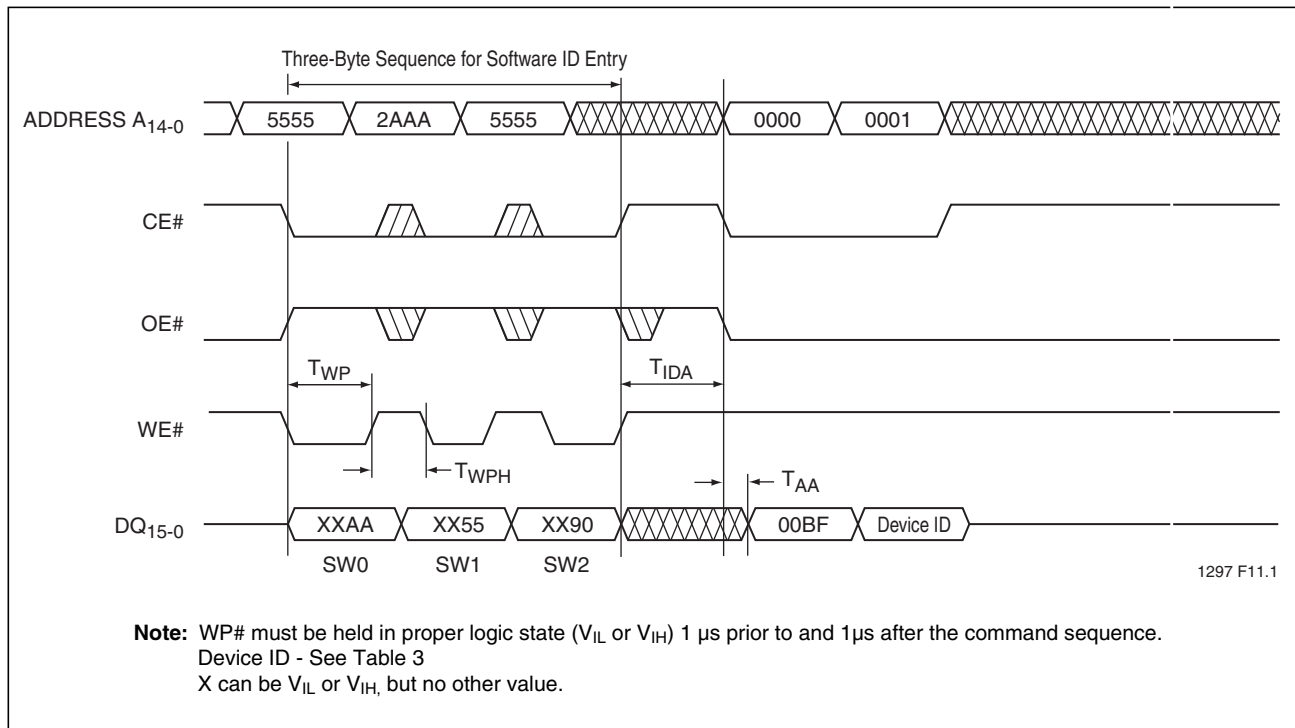 Three-Byte Sequence for Software ID Entry
ADDRESS A14-0
5555
2AAA
5555
0000
0001
CE#
OE#
TWP
TIDA
WE#
TWPH
TAA
DQ15-0
XXAA
XX55
XX90
00BF
Device ID
SW0
SW1
SW2
1297 F11.1
Note: WP# must be held in proper logic state (VIL or VIH) 1 µs prior to and 1µs after the command sequence.
Device ID - See Table 3
X can be VIL or VIH, but no other value.